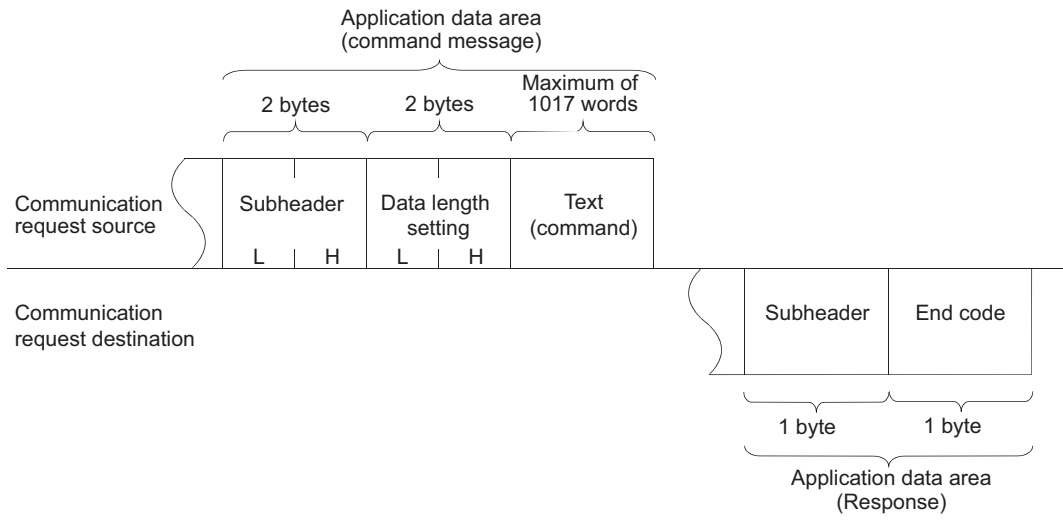 Application data area
(command message)
2 bytes
2 bytes
Maximum of
1017 words
Communication
request source
Subheader
L
H
Data length
setting
L
H
Text
(command)
Communication
request destination
Subheader
End code
1 byte
1 byte
Application data area
(Response)